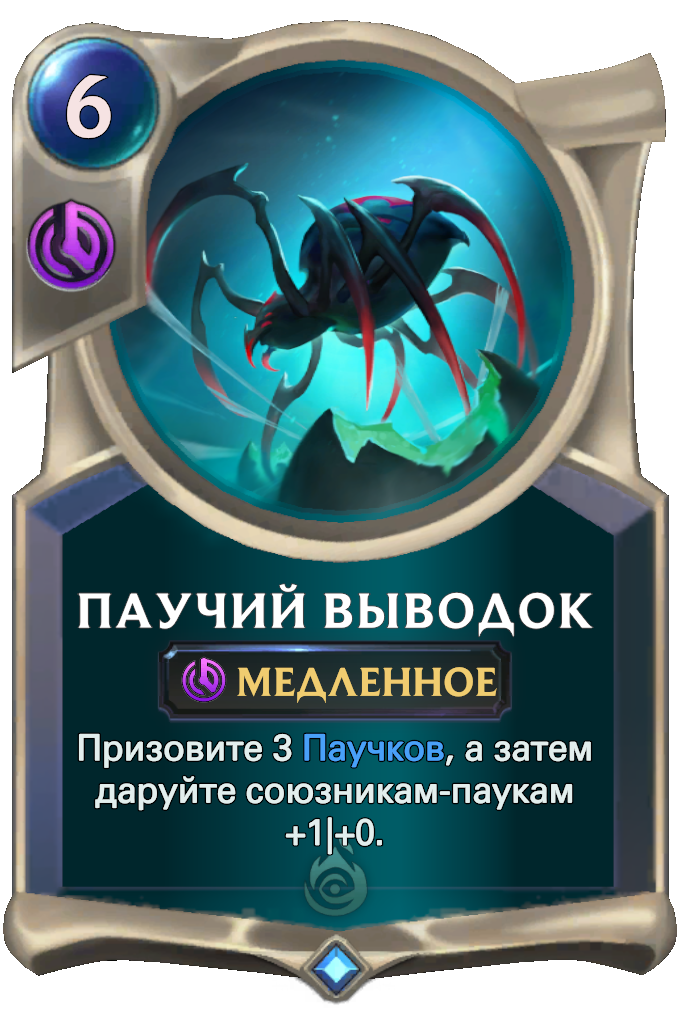 6
ПАУЧИЙ ВЫВОДОК
МЕДЛЕННОЕ
Призовите 3 Паучков, а затем
даруйте союзникам-паукам
+1|+0.